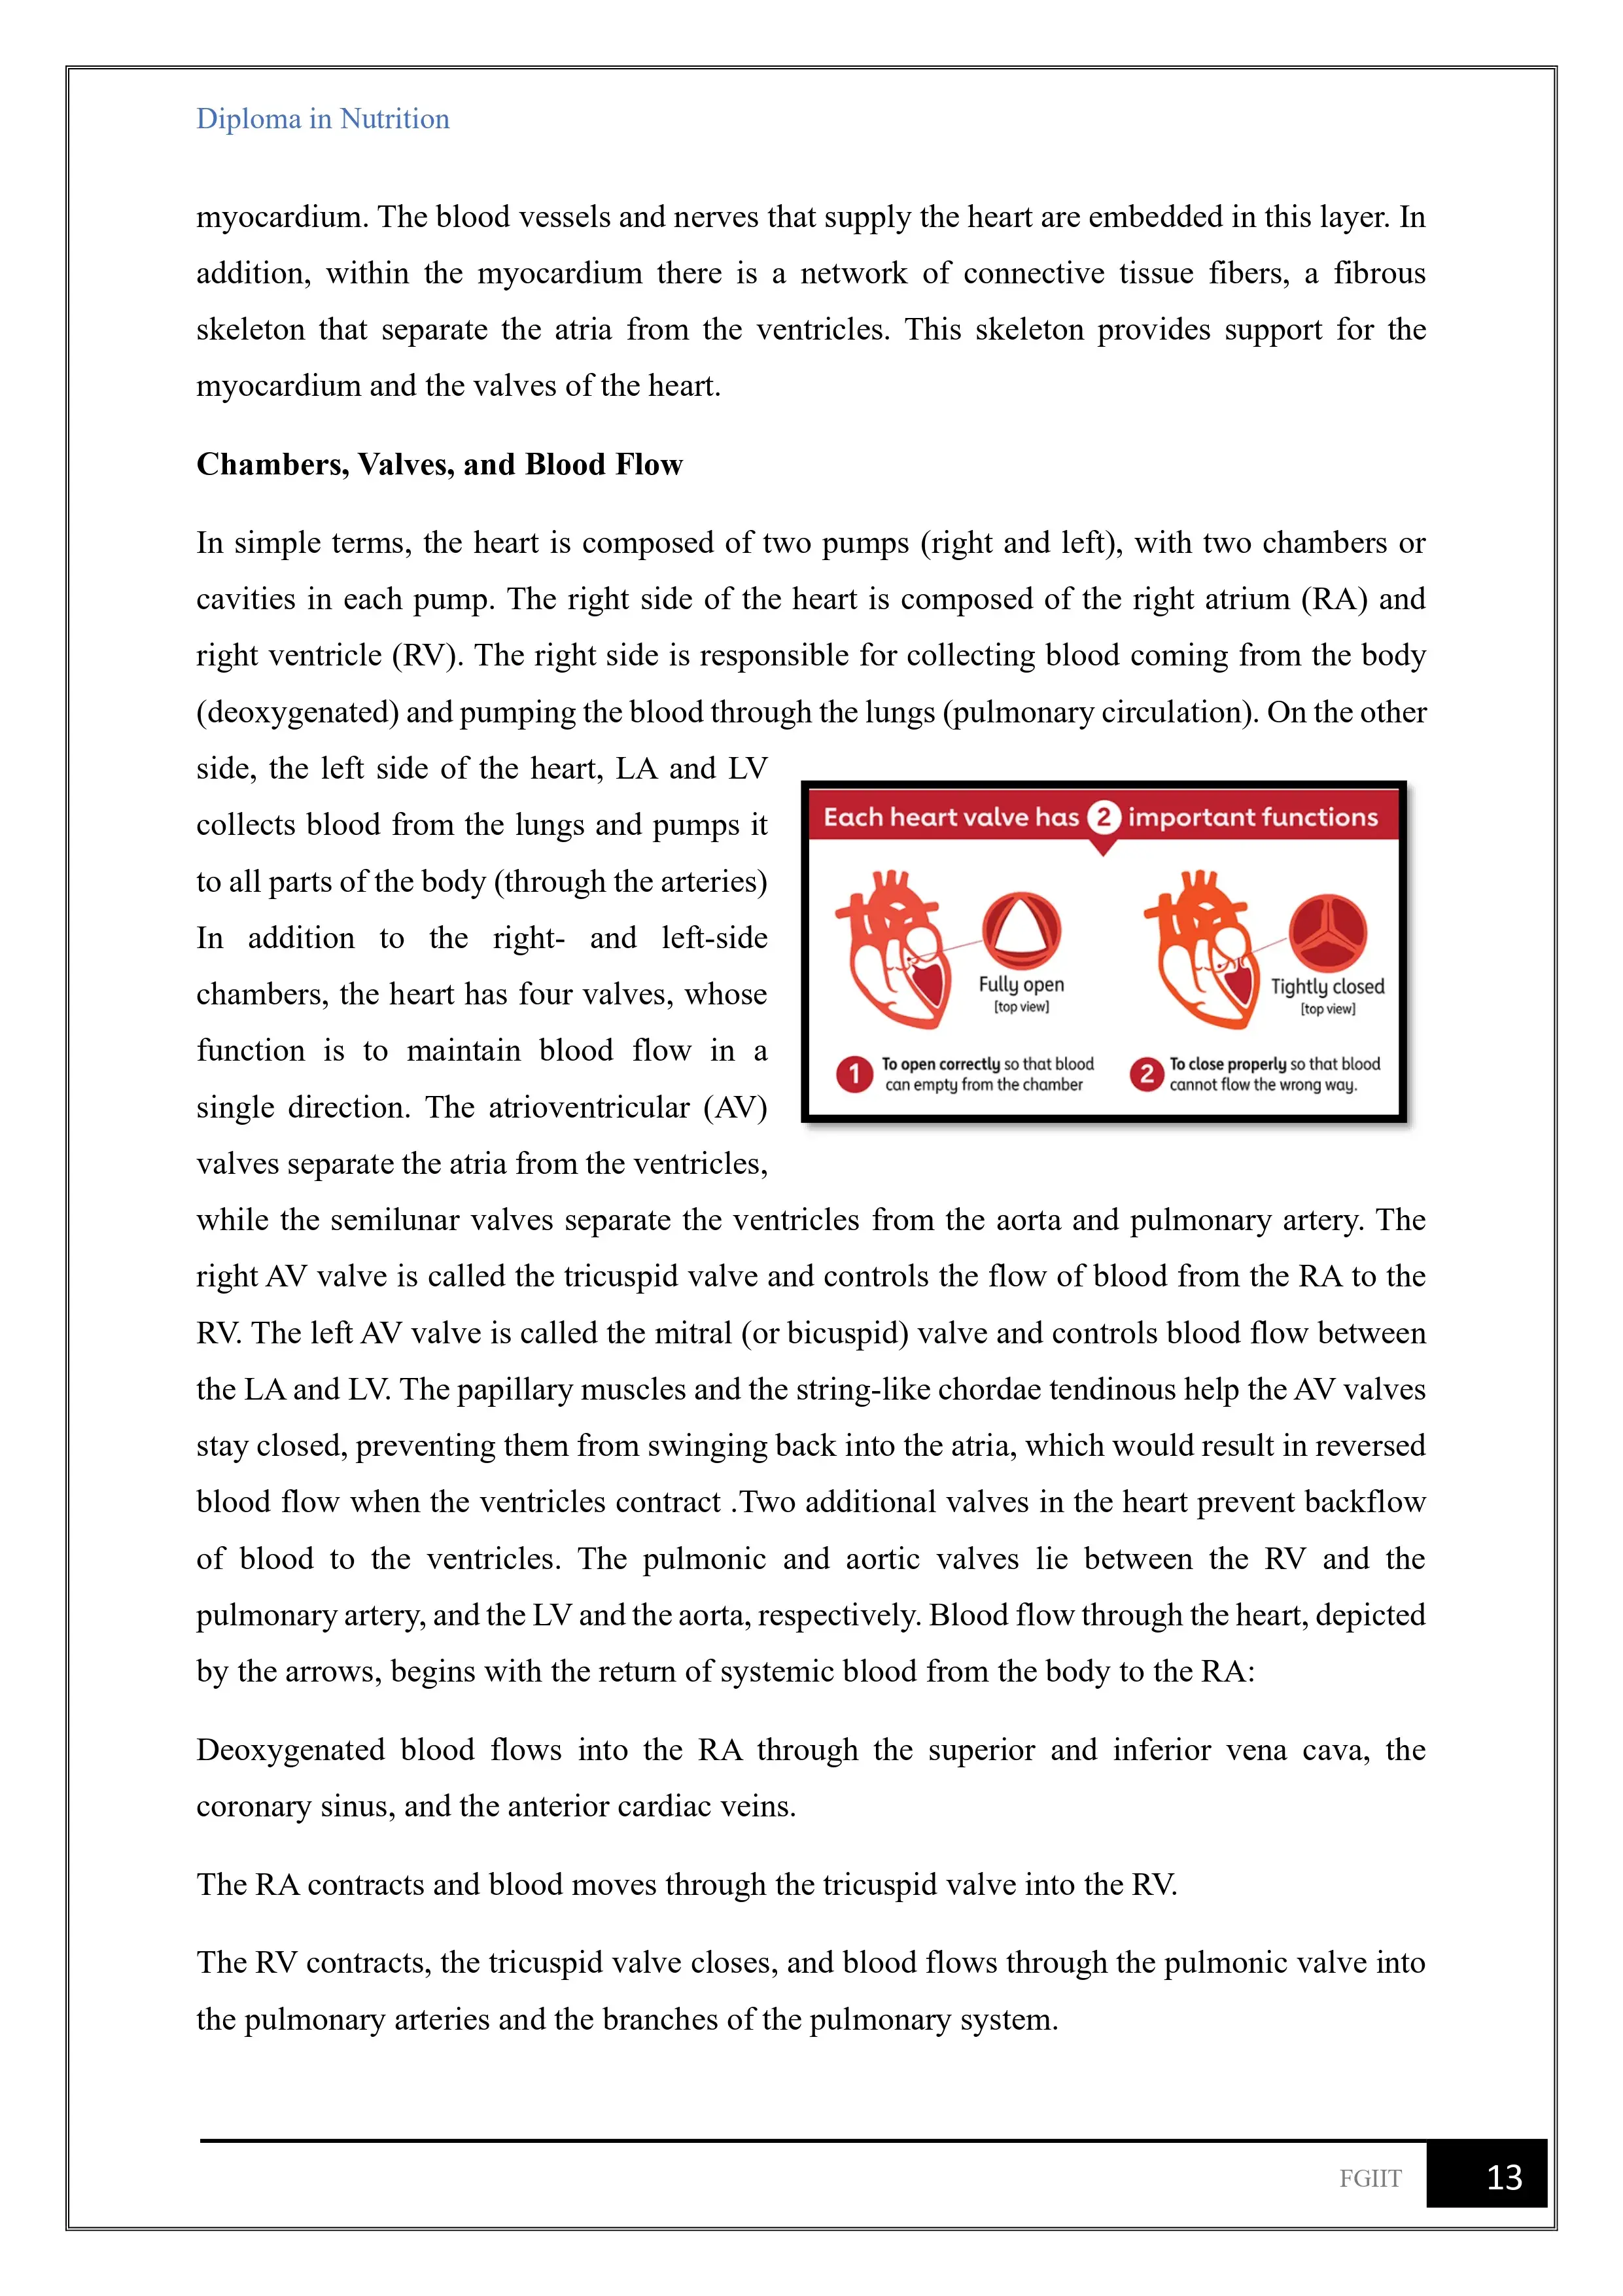 Diploma in Nutrition
myocardium. The blood vessels and nerves that supply the heart are embedded in this layer. In
addition, within the myocardium there is a network of connective tissue fibers, a fibrous
skeleton that separate the atria from the ventricles. This skeleton provides support for the
myocardium and the valves of the heart.
Chambers, Valves, and Blood Flow
In simple terms, the heart is composed of two pumps (right and left), with two chambers or
cavities in each pump. The right side of the heart is composed of the right atrium (RA) and
right ventricle (RV). The right side is responsible for collecting blood coming from the body
(deoxygenated) and pumping the blood through the lungs (pulmonary circulation). On the other
side, the left side of the heart, LA and LV
collects blood from the lungs and pumps it
to all parts of the body (through the arteries)
In addition to the right- and left-side
chambers, the heart has four valves, whose
function is to maintain blood flow in a
single direction. The atrioventricular (AV)
valves separate the atria from the ventricles,
Each heart valve has 2 important functions
Fully open
[top view]
Tightly closed
[top view]
1 To open correctly so that blood
can empty from the chamber
2 To close properly so that blood
cannot flow the wrong way.
while the semilunar valves separate the ventricles from the aorta and pulmonary artery. The
right AV valve is called the tricuspid valve and controls the flow of blood from the RA to the
RV. The left AV valve is called the mitral (or bicuspid) valve and controls blood flow between
the LA and LV. The papillary muscles and the string-like chordae tendinous help the AV valves
stay closed, preventing them from swinging back into the atria, which would result in reversed
blood flow when the ventricles contract .Two additional valves in the heart prevent backflow
of blood to the ventricles. The pulmonic and aortic valves lie between the RV and the
pulmonary artery, and the LV and the aorta, respectively. Blood flow through the heart, depicted
by the arrows, begins with the return of systemic blood from the body to the RA:
Deoxygenated blood flows into the RA through the superior and inferior vena cava, the
coronary sinus, and the anterior cardiac veins.
The RA contracts and blood moves through the tricuspid valve into the RV.
The RV contracts, the tricuspid valve closes, and blood flows through the pulmonic valve into
the pulmonary arteries and the branches of the pulmonary system.
FGIIT 13